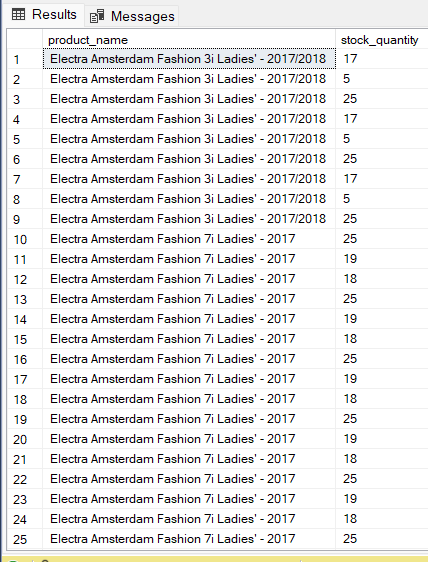 Results Messages
product_name stock_quantity
1 Electra Amsterdam Fashion 3i Ladies' - 2017/2018 17
2 Electra Amsterdam Fashion 3i Ladies' - 2017/2018 5
3 Electra Amsterdam Fashion 3i Ladies' - 2017/2018 25
4 Electra Amsterdam Fashion 3i Ladies' - 2017/2018 17
5 Electra Amsterdam Fashion 3i Ladies' - 2017/2018 5
6 Electra Amsterdam Fashion 3i Ladies' - 2017/2018 25
7 Electra Amsterdam Fashion 3i Ladies' - 2017/2018 17
8 Electra Amsterdam Fashion 3i Ladies' - 2017/2018 5
9 Electra Amsterdam Fashion 3i Ladies' - 2017/2018 25
10 Electra Amsterdam Fashion 7i Ladies' - 2017 25
11 Electra Amsterdam Fashion 7i Ladies' - 2017 19
12 Electra Amsterdam Fashion 7i Ladies' - 2017 18
13 Electra Amsterdam Fashion 7i Ladies' - 2017 25
14 Electra Amsterdam Fashion 7i Ladies' - 2017 19
15 Electra Amsterdam Fashion 7i Ladies' - 2017 18
16 Electra Amsterdam Fashion 7i Ladies' - 2017 25
17 Electra Amsterdam Fashion 7i Ladies' - 2017 19
18 Electra Amsterdam Fashion 7i Ladies' - 2017 18
19 Electra Amsterdam Fashion 7i Ladies' - 2017 25
20 Electra Amsterdam Fashion 7i Ladies' - 2017 19
21 Electra Amsterdam Fashion 7i Ladies' - 2017 18
22 Electra Amsterdam Fashion 7i Ladies' - 2017 25
23 Electra Amsterdam Fashion 7i Ladies' - 2017 19
24 Electra Amsterdam Fashion 7i Ladies' - 2017 18
25 Electra Amsterdam Fashion 7i Ladies' - 2017 25